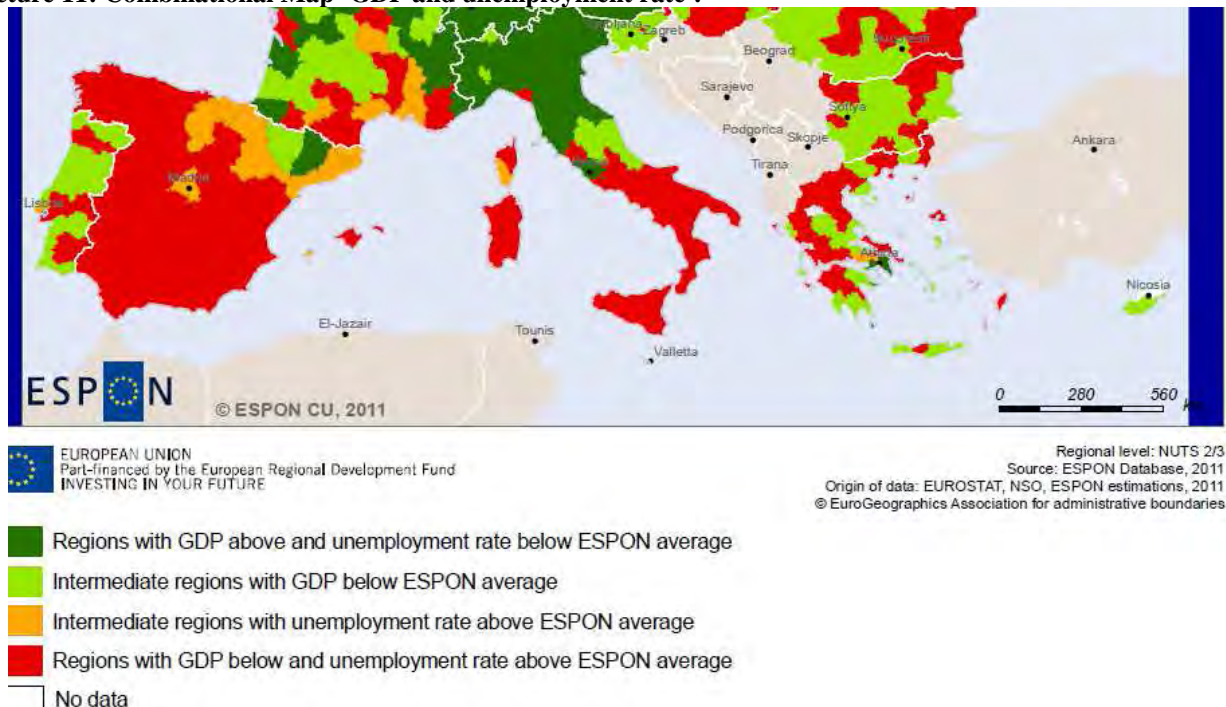 Picture 11: Combinational Map "GDP and unemployment rate".
Zagreb
Bucuresti
Beograd
Sarajevo
Sofiya
Podgorica
Skopje
Ankara
Tirana
Madrid
Nicosia
El-Jazair
Tounis
Valletta
ESPON
© ESPON CU, 2011
0 280 560
EUROPEAN UNION
Part-financed by the European Regional Development Fund
INVESTING IN YOUR FUTURE
Regional level: NUTS 2/3
Source: ESPON Database, 2011
Origin of data: EUROSTAT, NSO, ESPON estimations, 2011
© EuroGeographics Association for administrative boundaries
Regions with GDP above and unemployment rate below ESPON average
Intermediate regions with GDP below ESPON average
Intermediate regions with unemployment rate above ESPON average
Regions with GDP below and unemployment rate above ESPON average
No data